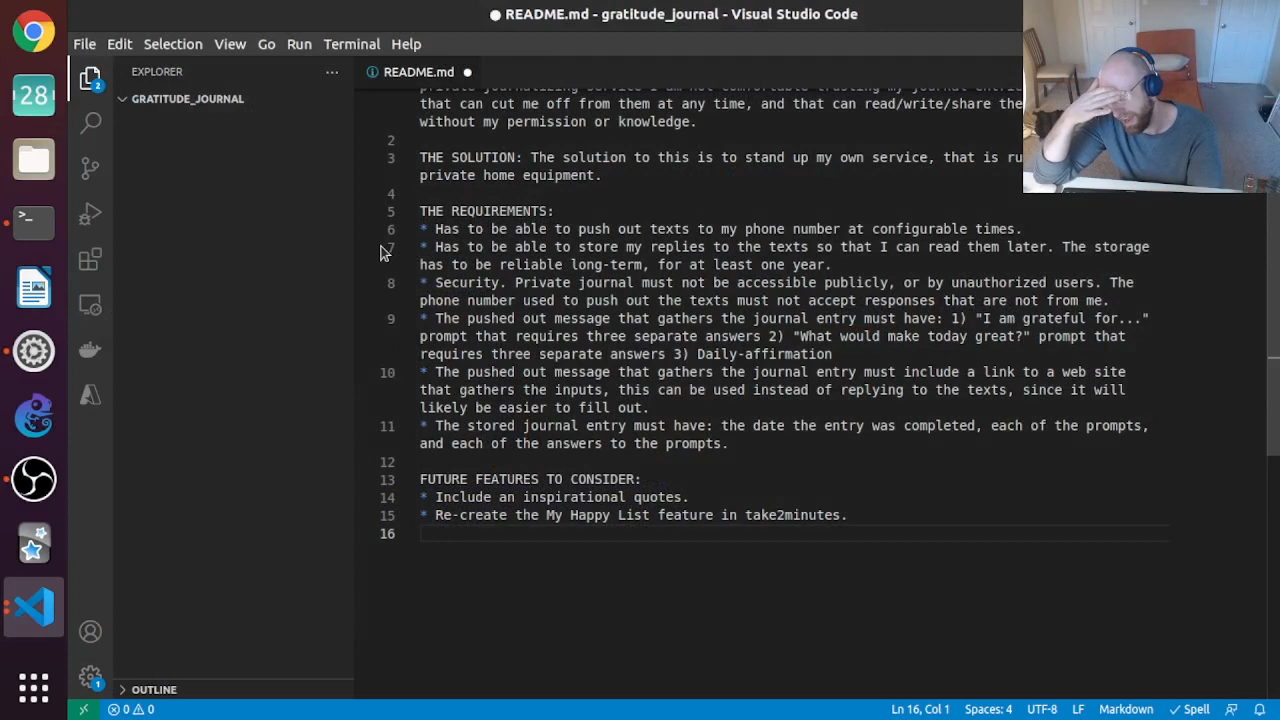 README.md - gratitude_journal - Visual Studio Code
File Edit Selection View Go Run Terminal Help
EXPLORER
README.md
GRATITUDE_JOURNAL
that can cut me off from them at any time, and that can read/write/share the
without my permission or knowledge.
2
3 THE SOLUTION: The solution to this is to stand up my own service, that is ru
private home equipment.
4
5 THE REQUIREMENTS:
6 * Has to be able to push out texts to my phone number at configurable times.
7 * Has to be able to store my replies to the texts so that I can read them later. The storage
has to be reliable long-term, for at least one year.
8 * Security. Private journal must not be accessible publicly, or by unauthorized users. The
phone number used to push out the texts must not accept responses that are not from me.
9 * The pushed out message that gathers the journal entry must have: 1) "I am grateful for..."
prompt that requires three separate answers 2) "What would make today great?" prompt that
requires three separate answers 3) Daily-affirmation
10 * The pushed out message that gathers the journal entry must include a link to a web site
that gathers the inputs, this can be used instead of replying to the texts, since it will
likely be easier to fill out.
11 * The stored journal entry must have: the date the entry was completed, each of the prompts,
and each of the answers to the prompts.
12
13 FUTURE FEATURES TO CONSIDER:
14 * Include an inspirational quotes.
15 * Re-create the My Happy List feature in take2minutes.
16
28
2
1
OUTLINE
0 0
Ln 16, Col 1 Spaces: 4 UTF-8 LF Markdown Spell